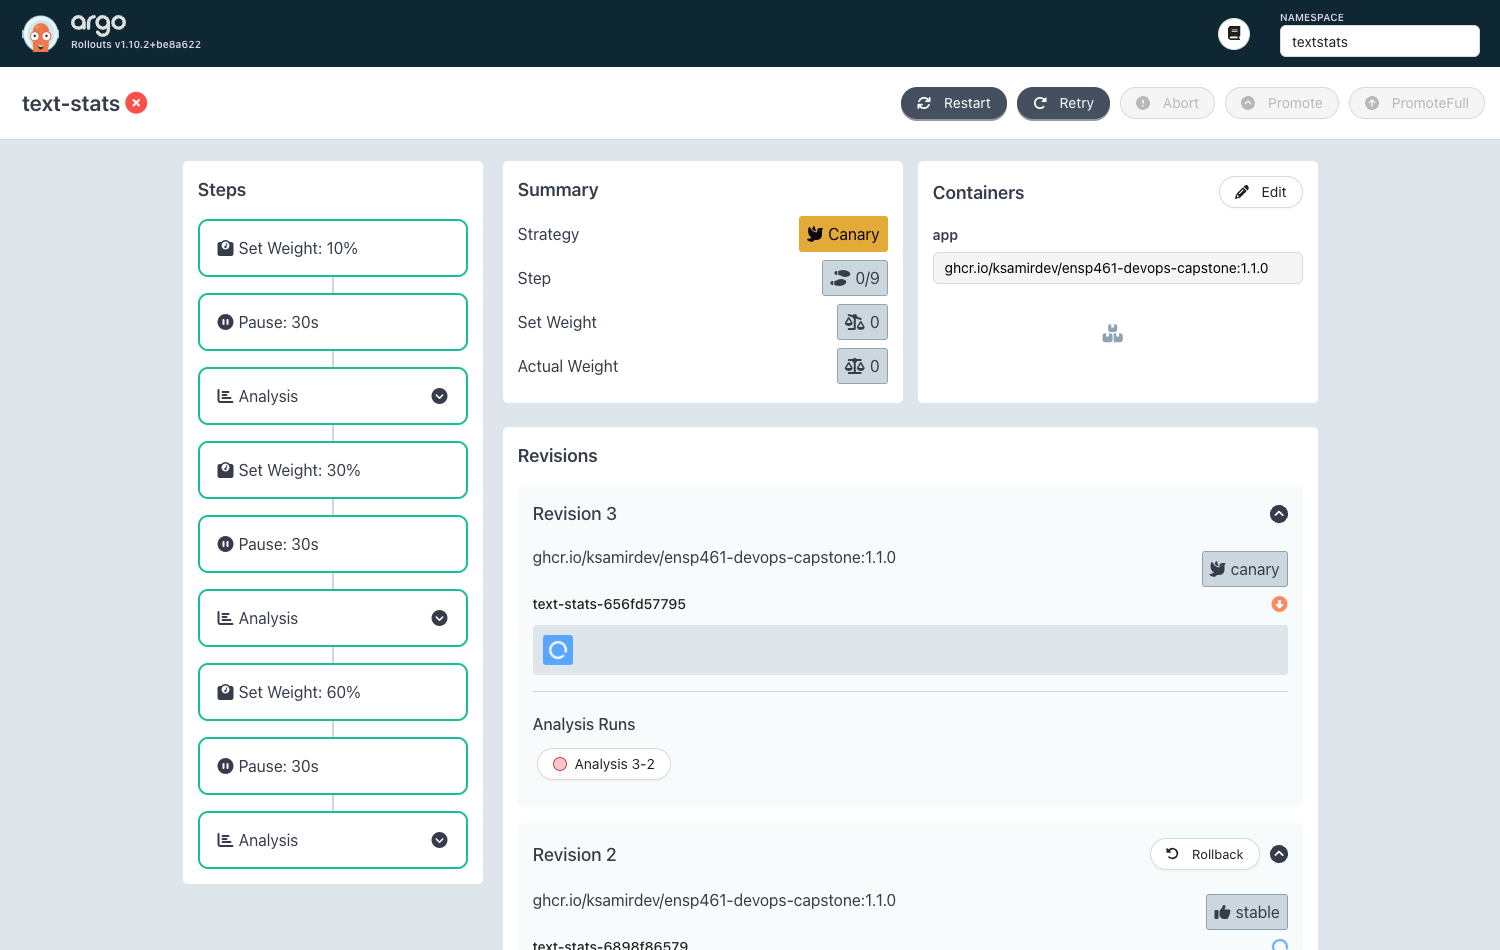 argo
Rollouts v1.10.2+be8a622
NAMESPACE
textstats
text-stats
Restart
Retry
Abort
Promote
PromoteFull
Steps
Set Weight: 10%
Pause: 30s
Analysis
Set Weight: 30%
Pause: 30s
Analysis
Set Weight: 60%
Pause: 30s
Analysis
Summary
Strategy
Canary
Step
0/9
Set Weight
0
Actual Weight
0
Containers
Edit
app
ghcr.io/ksamirdev/ensp461-devops-capstone:1.1.0
Revisions
Revision 3
ghcr.io/ksamirdev/ensp461-devops-capstone:1.1.0
canary
text-stats-656fd57795
Analysis Runs
Analysis 3-2
Revision 2
Rollback
ghcr.io/ksamirdev/ensp461-devops-capstone:1.1.0
stable
text-stats-6898f86579